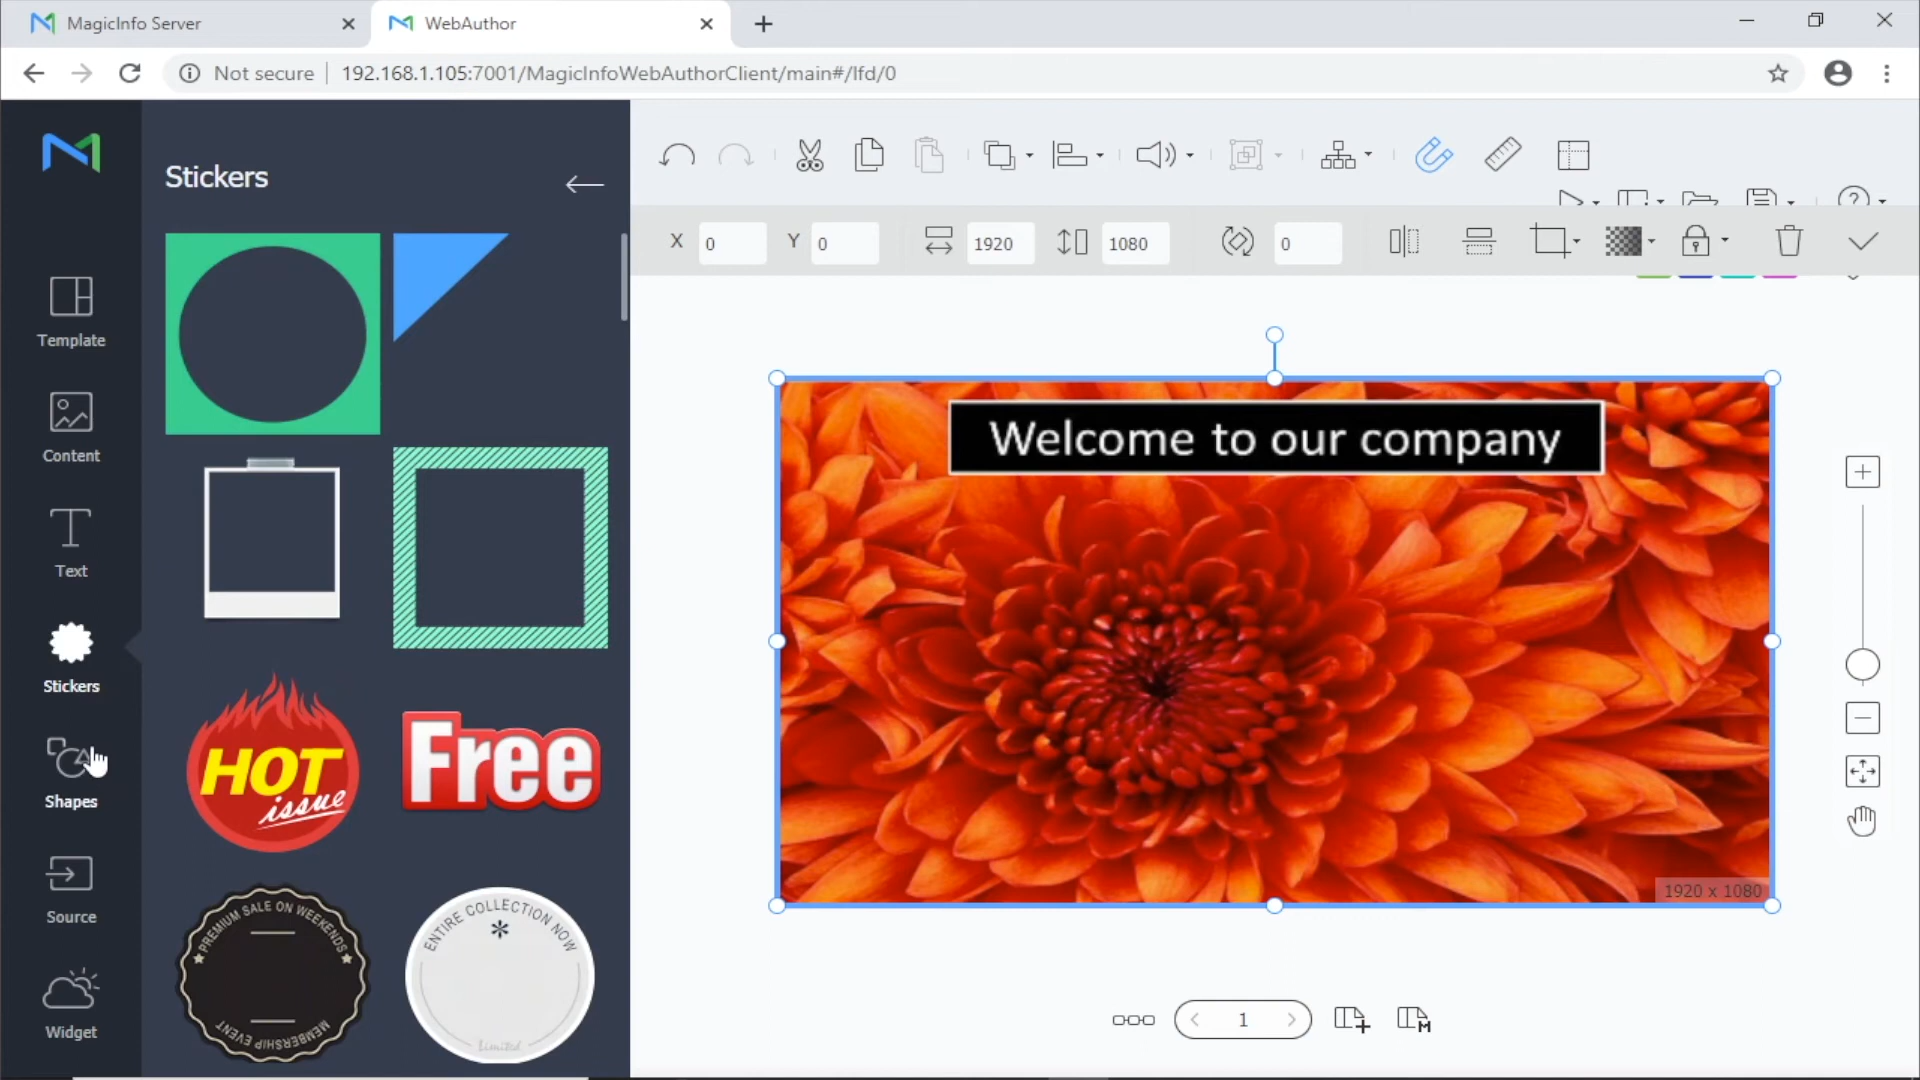 MagicInfo Server
WebAuthor
Not secure
192.168.1.105:7001/MagicInfoWebAuthorClient/main#/lfd/0
Stickers
X 0 Y 0 1920 1080 0
Template
Content
Text
Stickers
Shapes
Source
Widget
HOT
issue
Free
PREMIUM SALE ON WEEKENDS
MEMBERSHIP EVENT
ENTIRE COLLECTION NOW
*
Limited
Welcome to our company
1920 x 1080
1